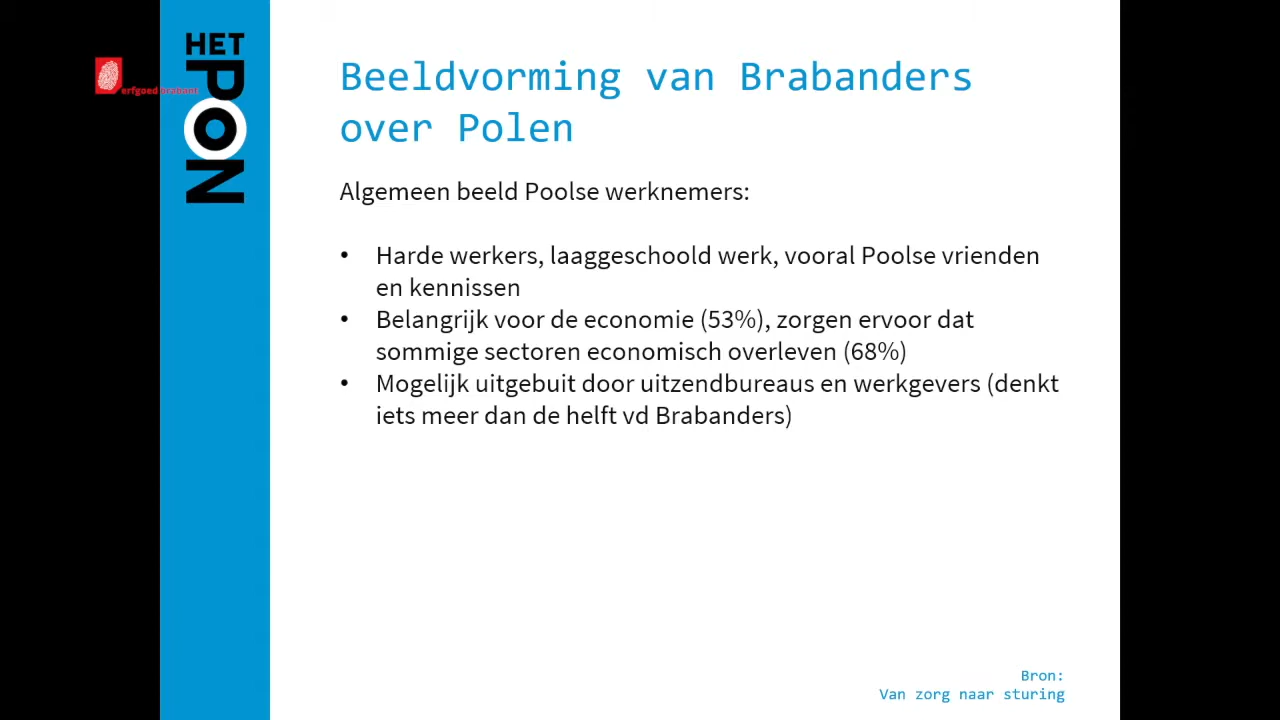 HET
PON
erfgoed brabant
Beeldvorming van Brabanders
over Polen
Algemeen beeld Poolse werknemers:
• Harde werkers, laaggeschoold werk, vooral Poolse vrienden
en kennissen
• Belangrijk voor de economie (53%), zorgen ervoor dat
sommige sectoren economisch overleven (68%)
• Mogelijk uitgebuit door uitzendbureaus en werkgevers (denkt
iets meer dan de helft vd Brabanders)
Bron:
Van zorg naar sturing